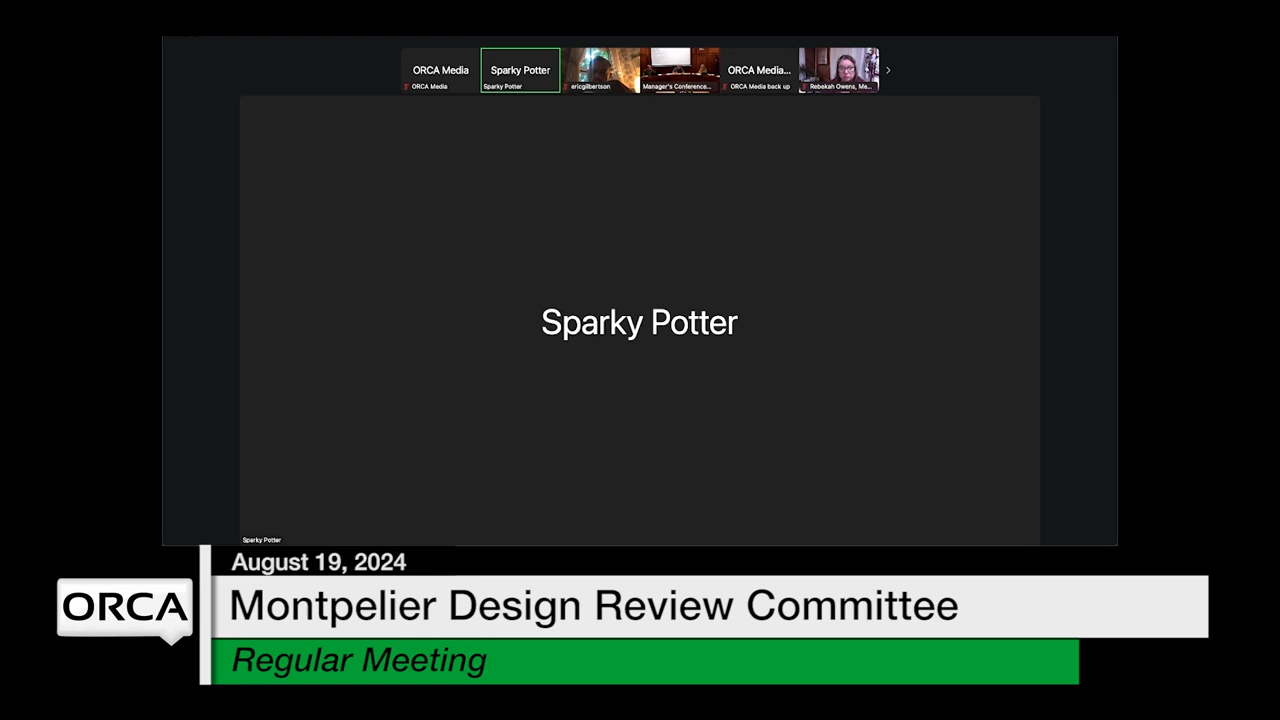 ORCA Media
Sparky Potter
ORCA Media...
ORCA Media
Sparky Potter
ericgilbertson
Manager's Conference...
ORCA Media back up
Rebekah Owens, Me...
Sparky Potter
Sparky Potter
August 19, 2024
ORCA
Montpelier Design Review Committee
Regular Meeting